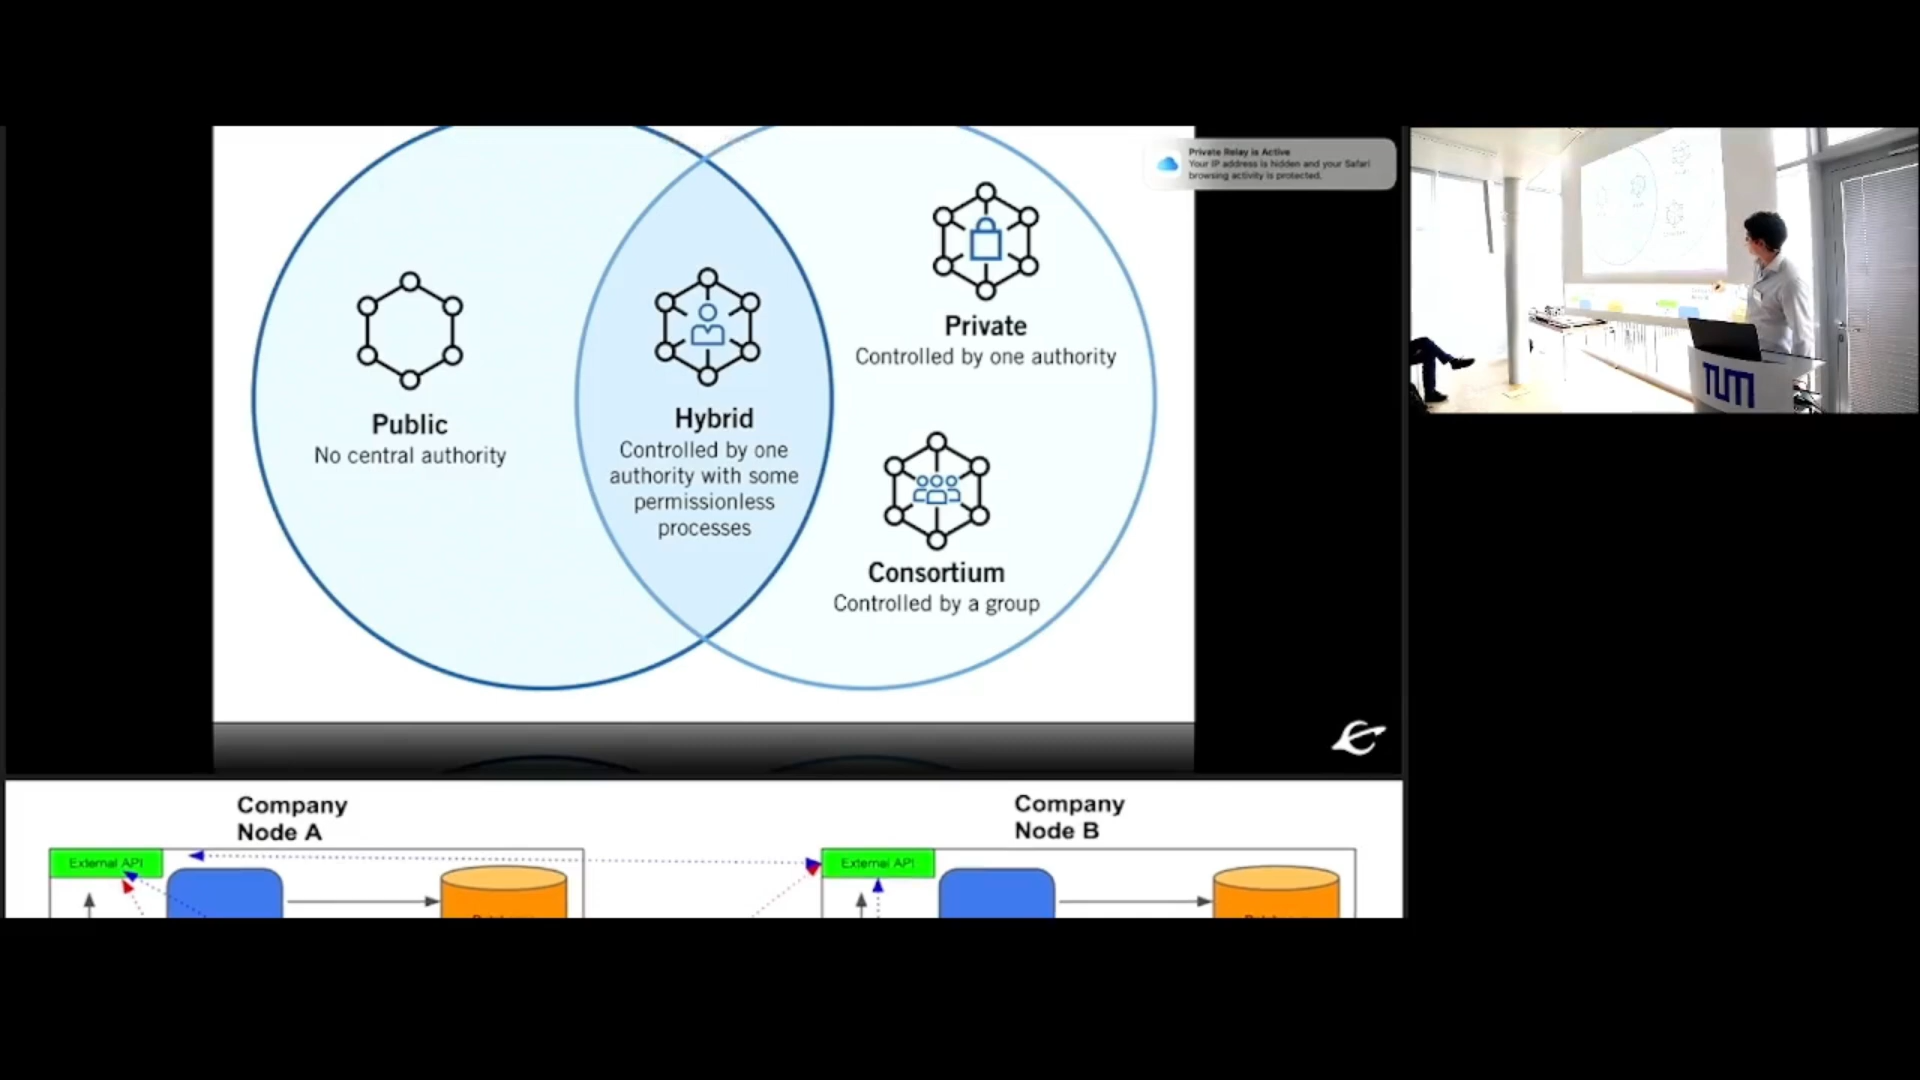 Private Relay is Active
Your IP address is hidden and your Safari
browsing activity is protected.
Private
Controlled by one authority
Public
No central authority
Hybrid
Controlled by one
authority with some
permissionless
processes
Consortium
Controlled by a group
Company
Node A
Company
Node B
External API
External API
TUM